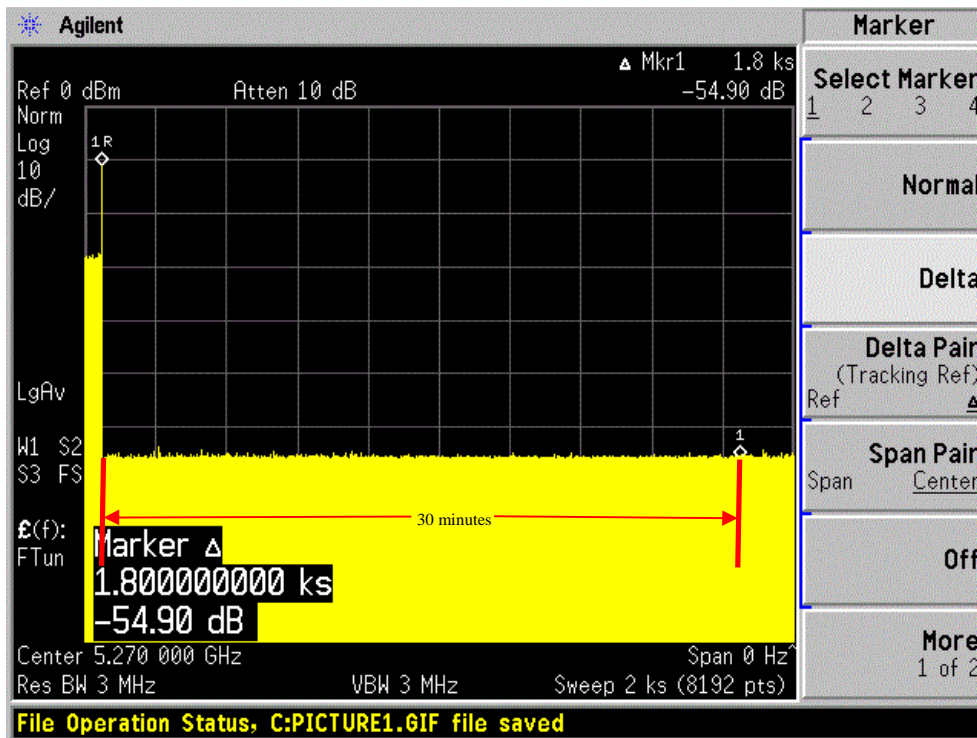 Agilent
Marker
Δ Mkr1 1.8 ks
Ref 0 dBm Atten 10 dB -54.90 dB
Norm
Log
10
dB/
1R
LgAv
W1 S2
S3 FS
£(f):
FTun
1
30 minutes
Marker Δ
1.800000000 ks
-54.90 dB
Center 5.270 000 GHz Span 0 Hz^
Res BW 3 MHz VBW 3 MHz Sweep 2 ks (8192 pts)
File Operation Status, C:PICTURE1.GIF file saved
Select Marker
1 2 3 4
Normal
Delta
Delta Pair
(Tracking Ref)
Ref Δ
Span Pair
Span Center
Off
More
1 of 2